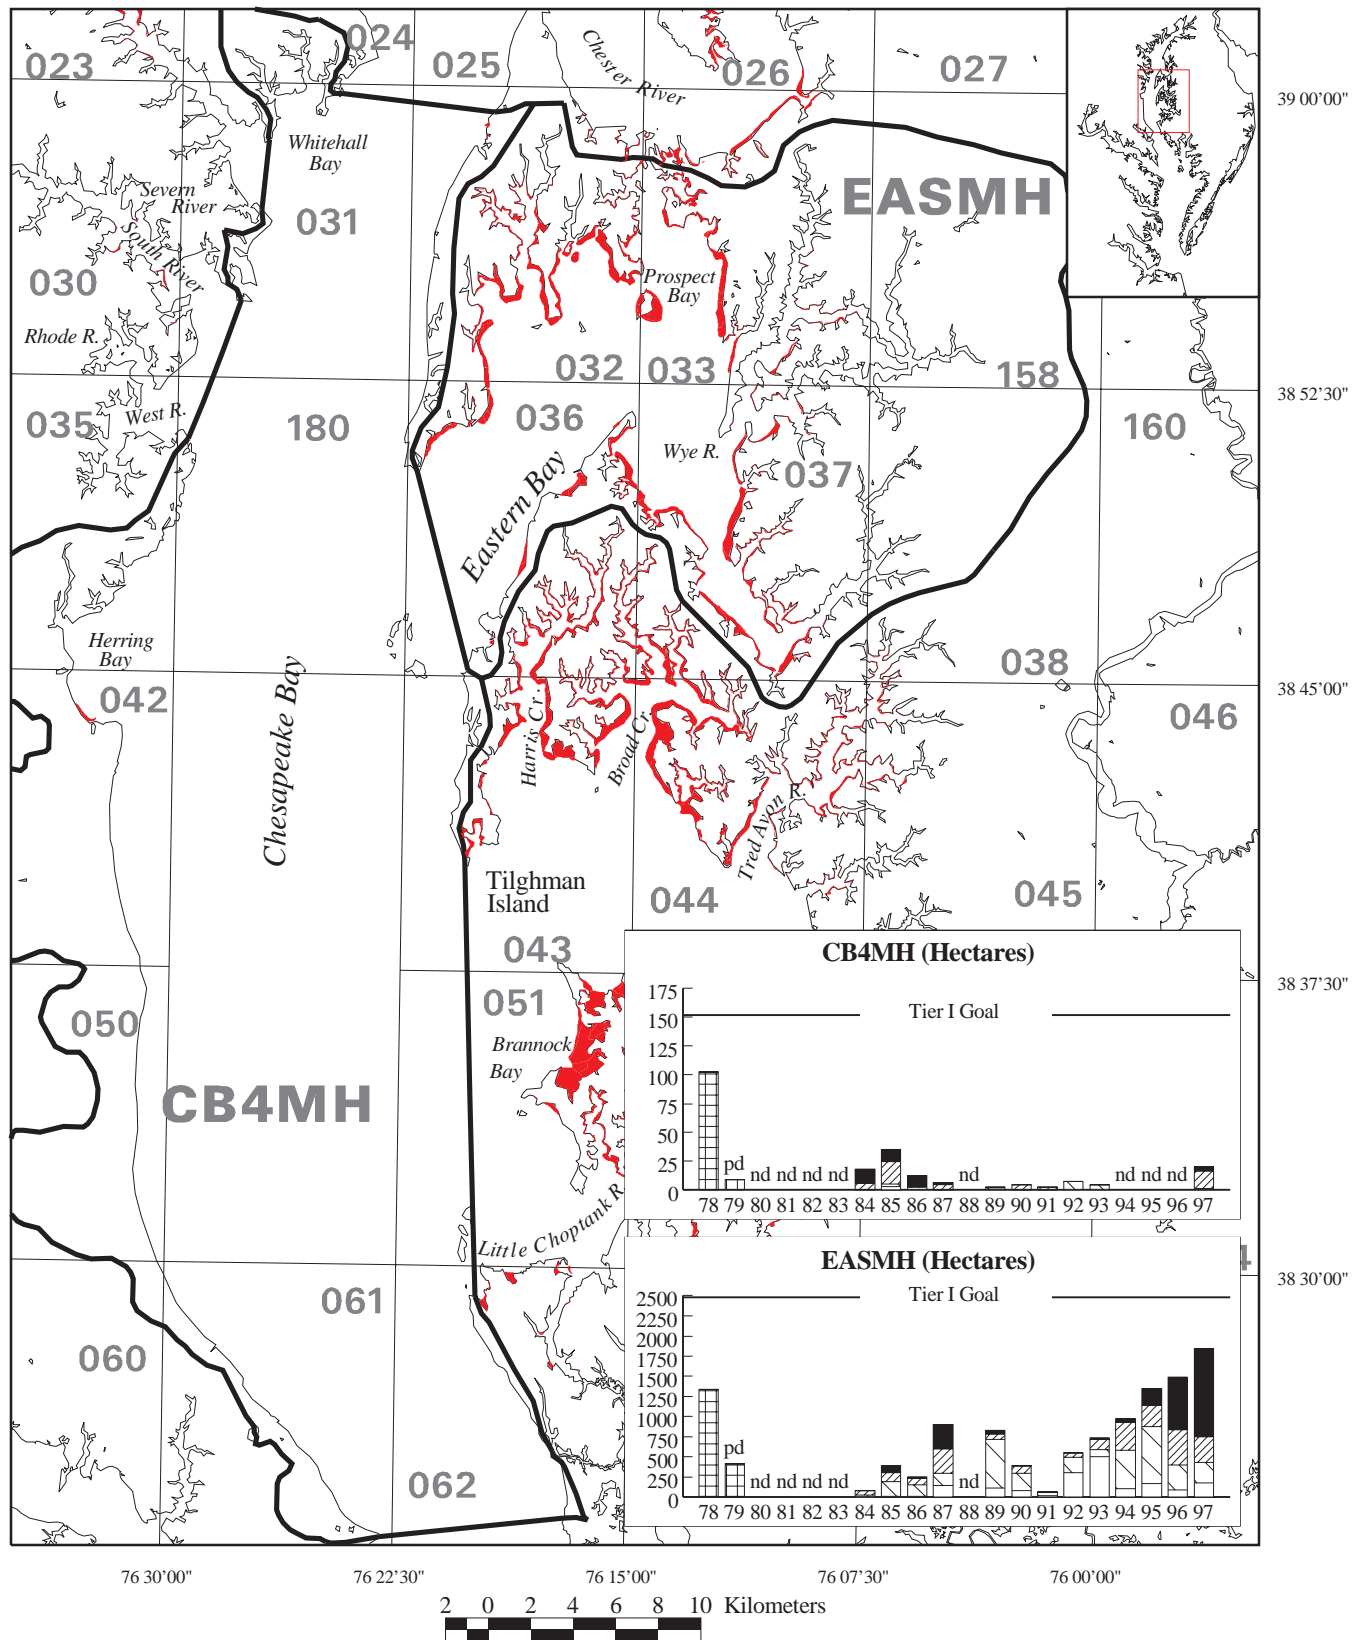 023
024
025
026
027
Chester River
39 00'00"
Whitehall
Bay
Severn
River
South River
031
030
EASMH
Prospect
Bay
Rhode R.
032
033
158
38 52'30"
035
West R.
180
036
Wye R.
037
160
Eastern Bay
Herring
Bay
042
Chesapeake Bay
038
38 45'00"
046
Harris Cr.
Broad Cr.
Tred Avon R.
Tilghman
Island
044
045
043
38 37'30"
050
051
Brannock
Bay
CB4MH
Little Choptank R.
38 30'00"
061
060
062
CB4MH (Hectares)
Tier I Goal
175
150
125
100
75
50
25
0
pd
nd nd nd nd
nd
nd nd nd
78 79 80 81 82 83 84 85 86 87 88 89 90 91 92 93 94 95 96 97
EASMH (Hectares)
Tier I Goal
2500
2250
2000
1750
1500
1250
1000
750
500
250
0
pd
nd nd nd nd
nd
78 79 80 81 82 83 84 85 86 87 88 89 90 91 92 93 94 95 96 97
76 30'00"
76 22'30"
76 15'00"
76 07'30"
76 00'00"
2 0 2 4 6 8 10 Kilometers